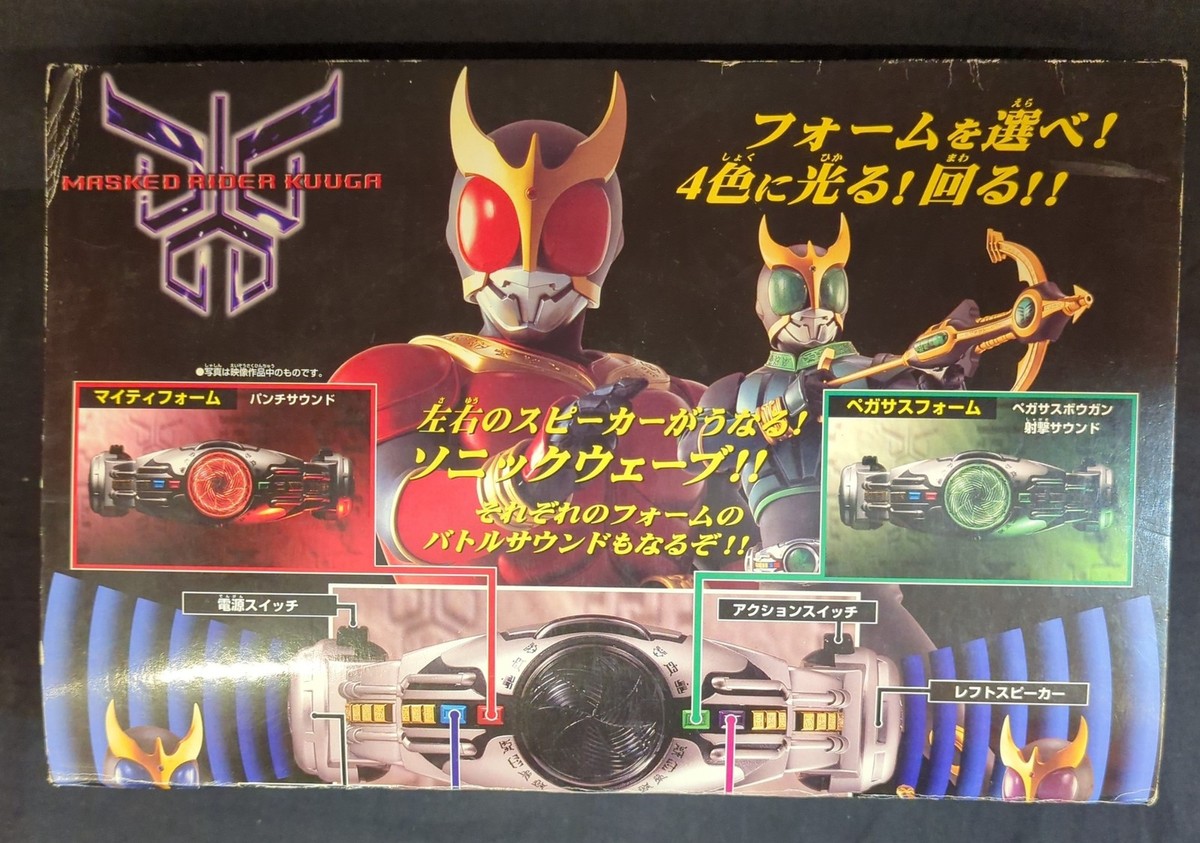 MASKED RIDER KUUGA
フォームを選べ!
4色に光る!回る!!
●写真は映像作品中のものです。
マイティフォーム
パンチサウンド
左右のスピーカーがうなる!
ソニックウェーブ!!
それぞれのフォームの
バトルサウンドもなるぞ!!
ペガサスフォーム
ペガサスボウガン
射撃サウンド
電源スイッチ
アクションスイッチ
レフトスピーカー